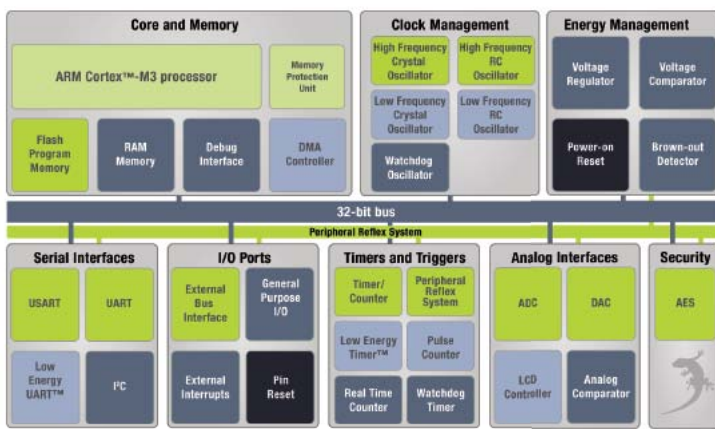 Core and Memory
ARM Cortex™-M3 processor
Memory
Protection
Unit
Flash
Program
Memory
RAM
Memory
Debug
Interface
DMA
Controller
Clock Management
High Frequency
Crystal
Oscillator
High Frequency
RC
Oscillator
Low Frequency
Crystal
Oscillator
Low Frequency
RC
Oscillator
Watchdog
Oscillator
Energy Management
Voltage
Regulator
Voltage
Comparator
Power-on
Reset
Brown-out
Detector
32-bit bus
Peripheral Reflex System
Serial Interfaces
USART
UART
Low
Energy
UART™
I²C
I/O Ports
External
Bus
Interface
General
Purpose
I/O
External
Interrupts
Pin
Reset
Timers and Triggers
Timer/
Counter
Peripheral
Reflex
System
Low Energy
Timer™
Pulse
Counter
Real Time
Counter
Watchdog
Timer
Analog Interfaces
ADC
DAC
LCD
Controller
Analog
Comparator
Security
AES